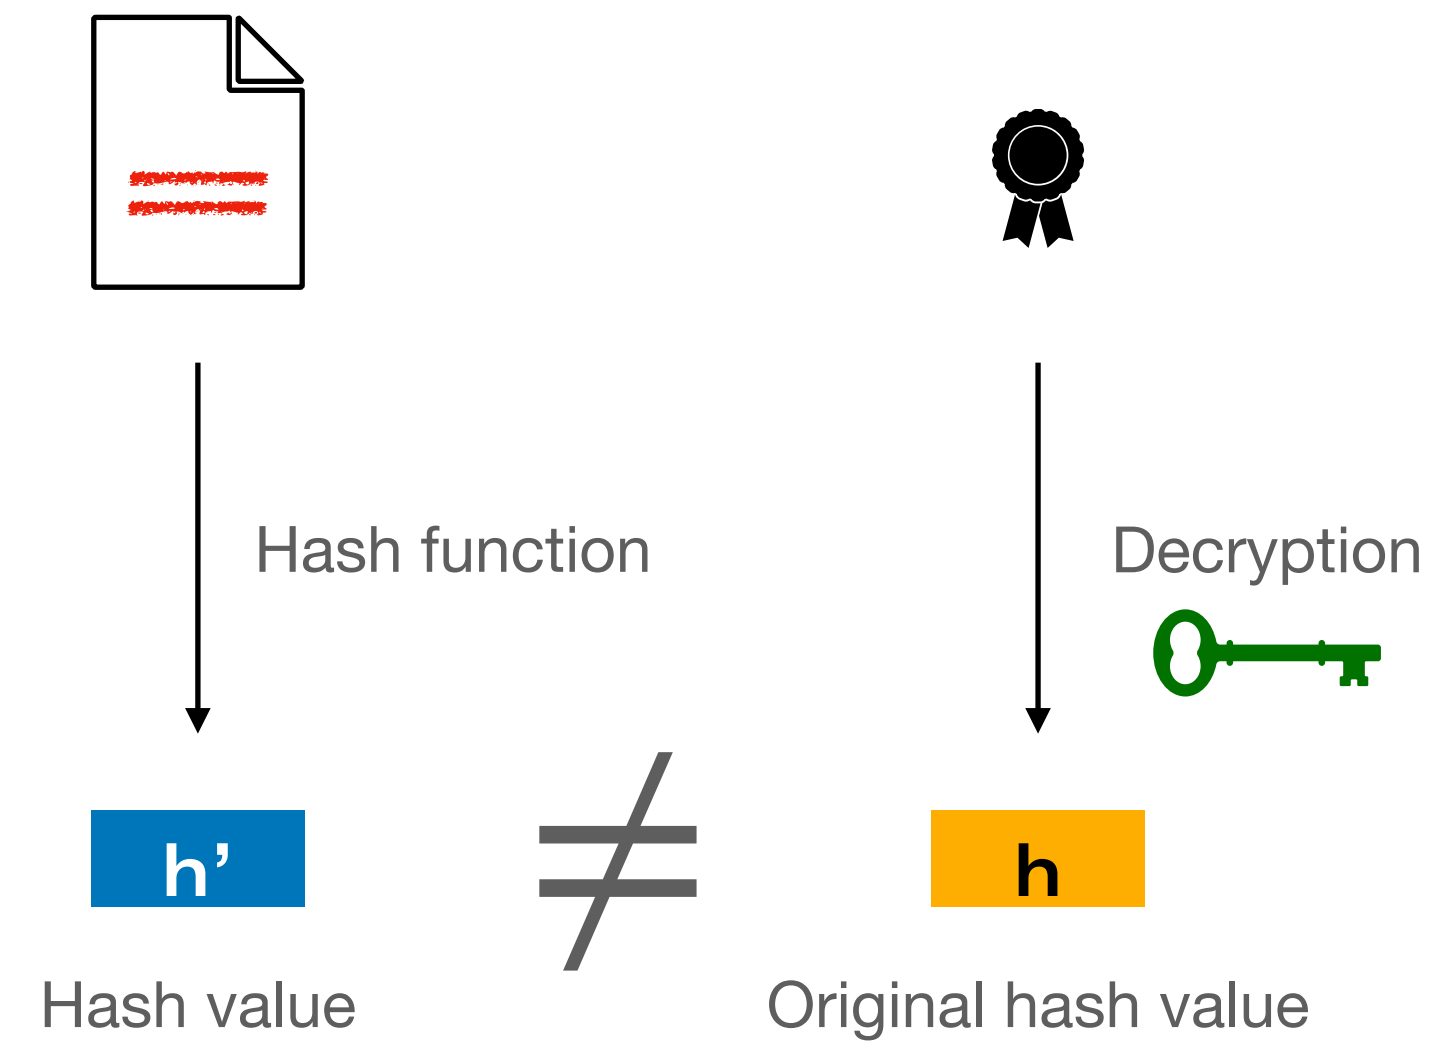 Hash function
Decryption
h’
≠
h
Hash value
Original hash value